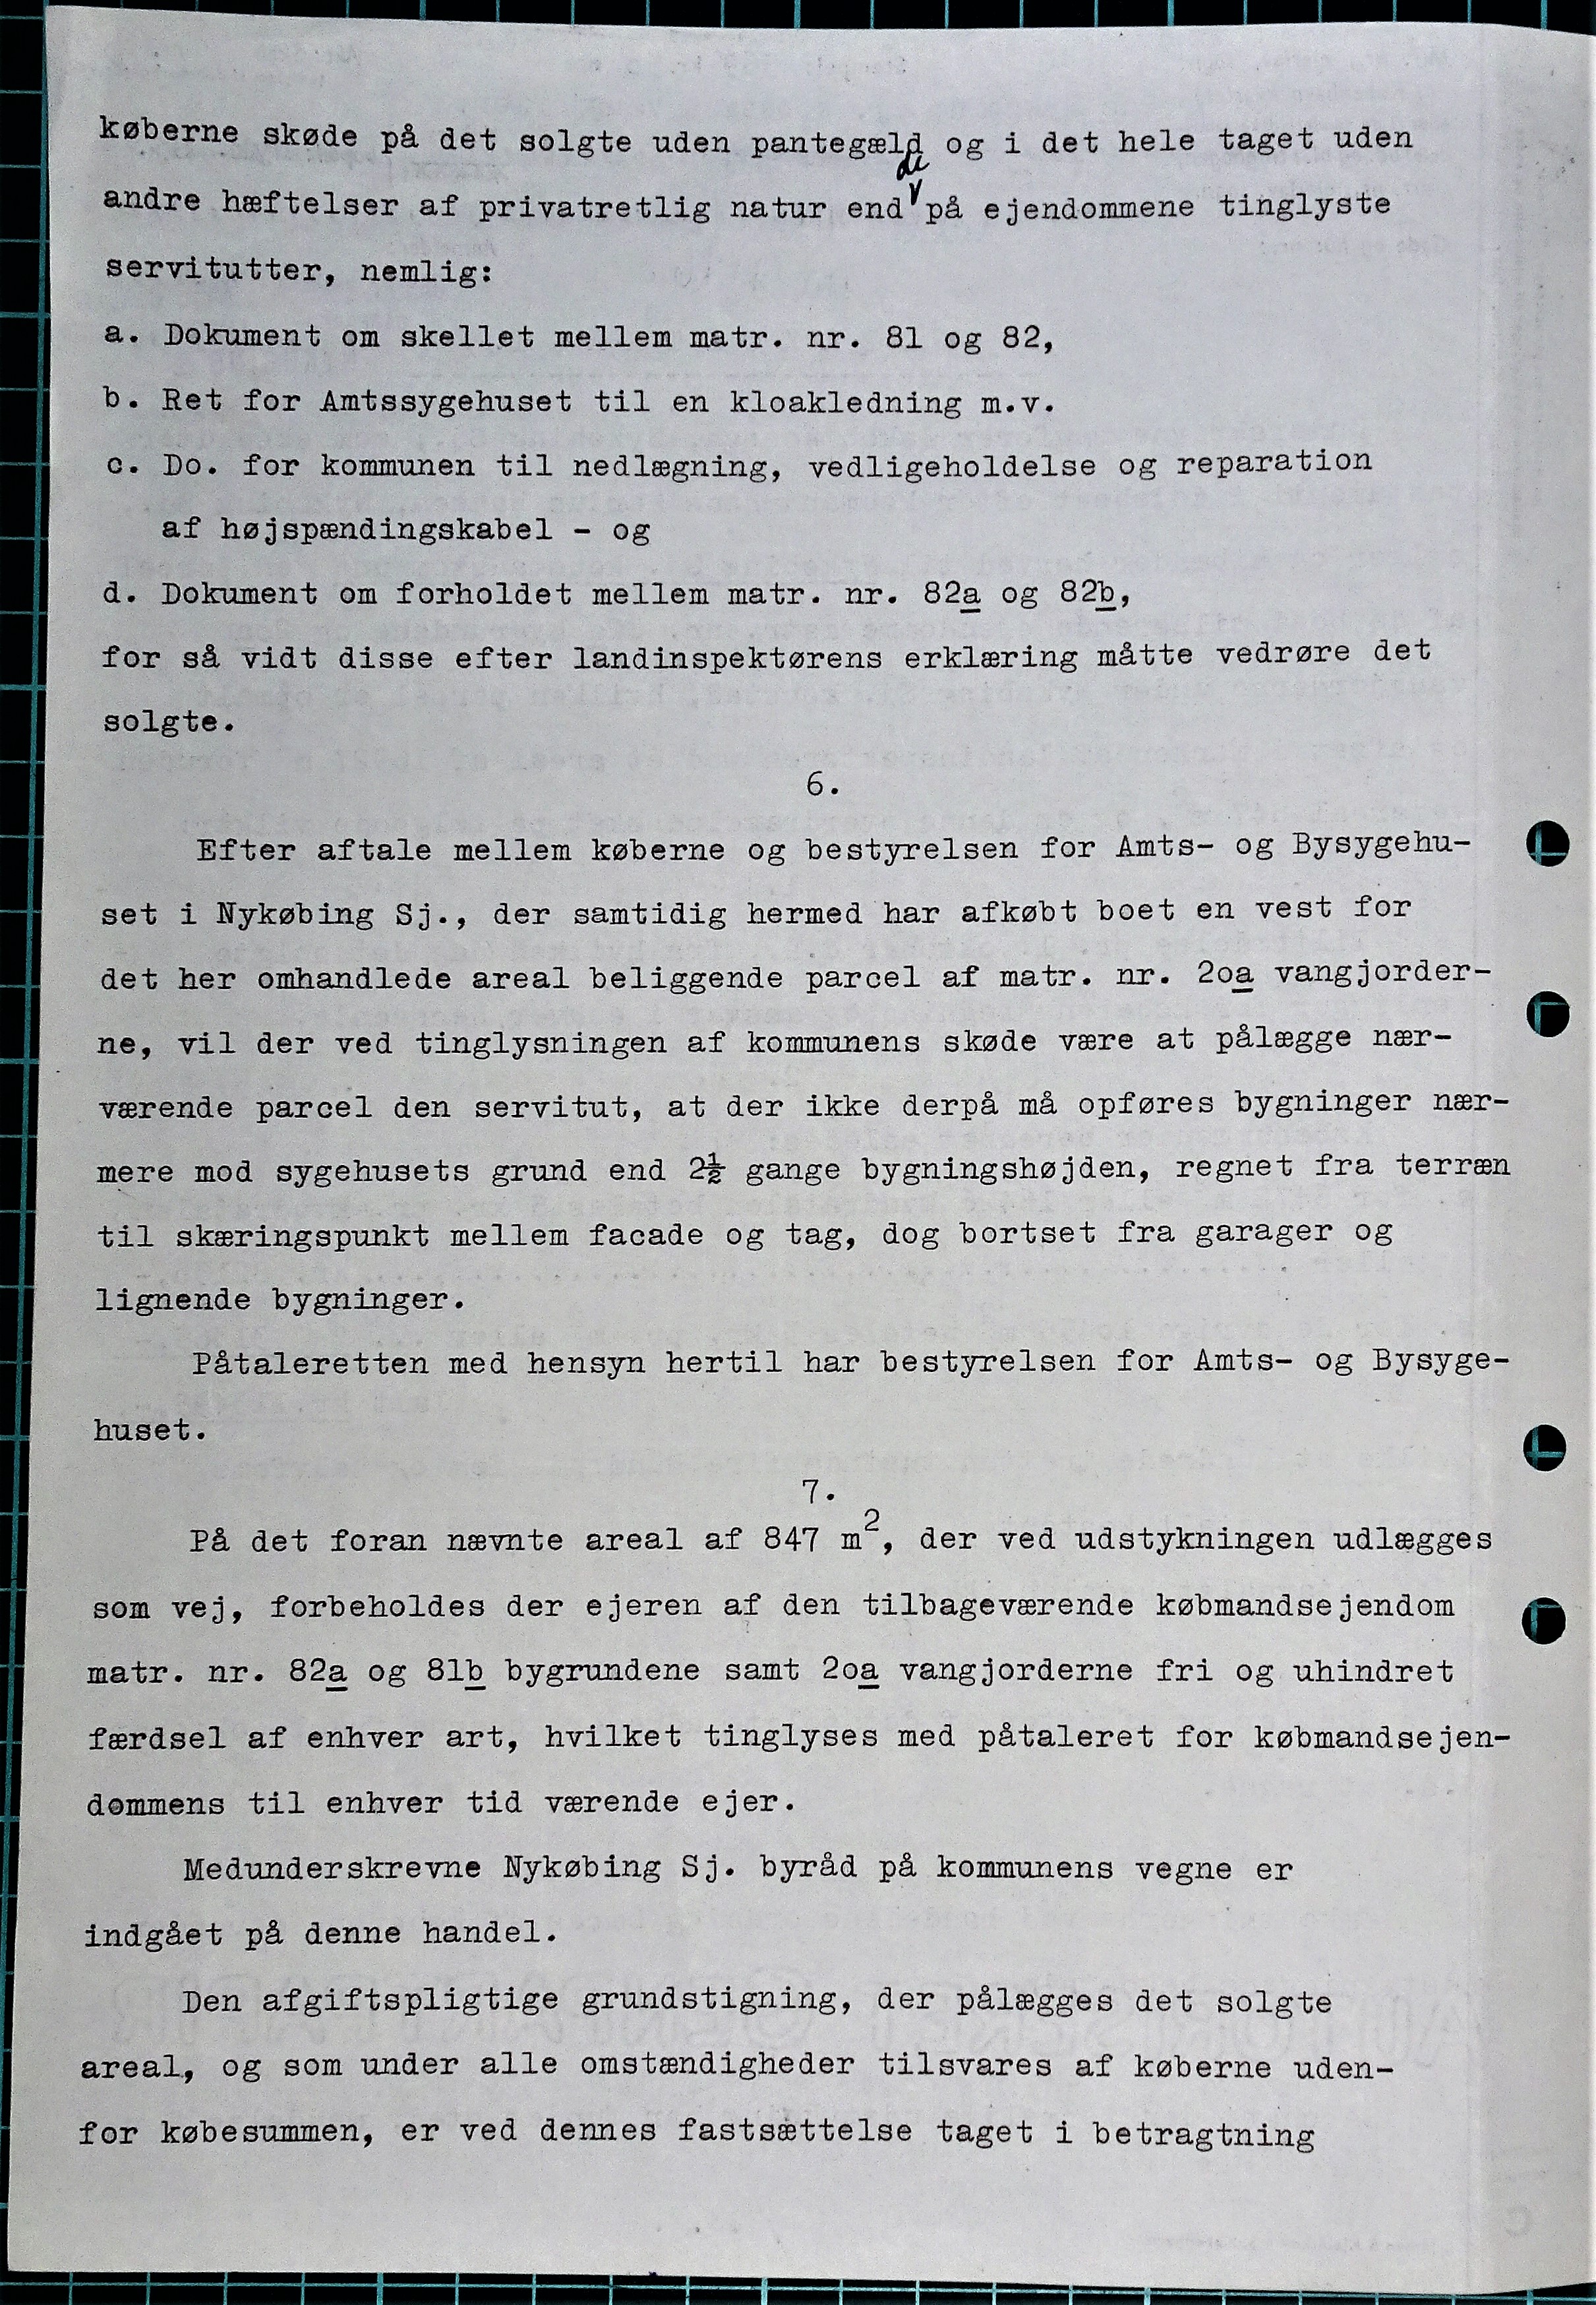 køberne skøde på det solgte uden pantegæld og i det hele taget uden
de
andre hæftelser af privatretlig natur end på ejendommene tinglyste
servitutter, nemlig:
a. Dokument om skellet mellem matr. nr. 81 og 82,
b. Ret for Amtssygehuset til en kloakledning m.v.
c. Do. for kommunen til nedlægning, vedligeholdelse og reparation
af højspændingskabel - og
d. Dokument om forholdet mellem matr. nr. 82a og 82b,
for så vidt disse efter landinspektørens erklæring måtte vedrøre det
solgte.
6.
Efter aftale mellem køberne og bestyrelsen for Amts- og Bysygehu-
set i Nykøbing Sj., der samtidig hermed har afkøbt boet en vest for
det her omhandlede areal beliggende parcel af matr. nr. 2oa vangjorder-
ne, vil der ved tinglysningen af kommunens skøde være at pålægge nær-
værende parcel den servitut, at der ikke derpå må opføres bygninger nær-
mere mod sygehusets grund end 2½ gange bygningshøjden, regnet fra terræn
til skæringspunkt mellem facade og tag, dog bortset fra garager og
lignende bygninger.
Påtaleretten med hensyn hertil har bestyrelsen for Amts- og Bysyge-
huset.
7.
På det foran nævnte areal af 847 m², der ved udstykningen udlægges
som vej, forbeholdes der ejeren af den tilbageværende købmandsejendom
matr. nr. 82a og 81b bygrundene samt 2oa vangjorderne fri og uhindret
færdsel af enhver art, hvilket tinglyses med påtaleret for købmandsejen-
dommens til enhver tid værende ejer.
Medunderskrevne Nykøbing Sj. byråd på kommunens vegne er
indgået på denne handel.
Den afgiftspligtige grundstigning, der pålægges det solgte
areal, og som under alle omstændigheder tilsvares af køberne uden-
for købesummen, er ved dennes fastsættelse taget i betragtning